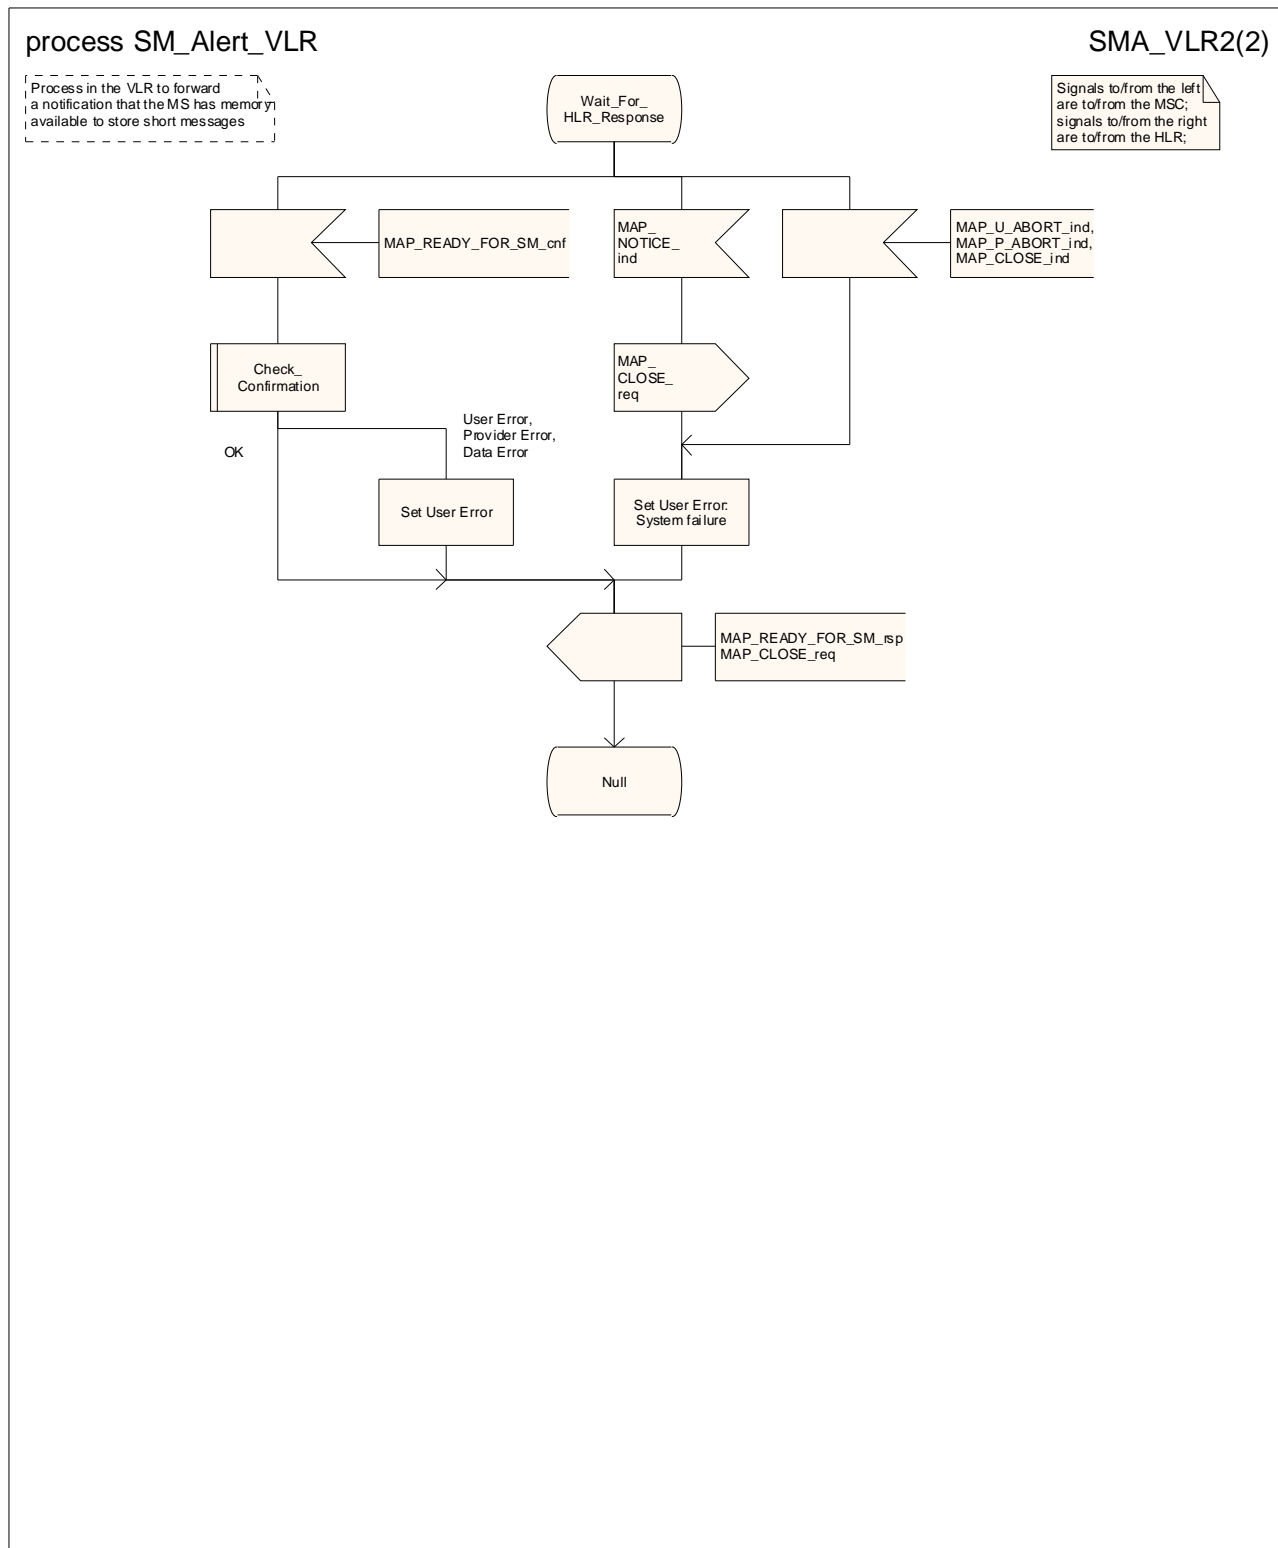 process SM_Alert_VLR
SMA_VLR2(2)
Process in the VLR to forward
a notification that the MS has memory
available to store short messages
Wait_For_
HLR_Response
Signals to/from the left
are to/from the MSC;
signals to/from the right
are to/from the HLR;
MAP_READY_FOR_SM_cnf
MAP_
NOTICE_
ind
MAP_U_ABORT_ind,
MAP_P_ABORT_ind,
MAP_CLOSE_ind
Check_
Confirmation
MAP_
CLOSE_
req
OK
User Error,
Provider Error,
Data Error
Set User Error
Set User Error:
System failure
MAP_READY_FOR_SM_rsp
MAP_CLOSE_req
Null